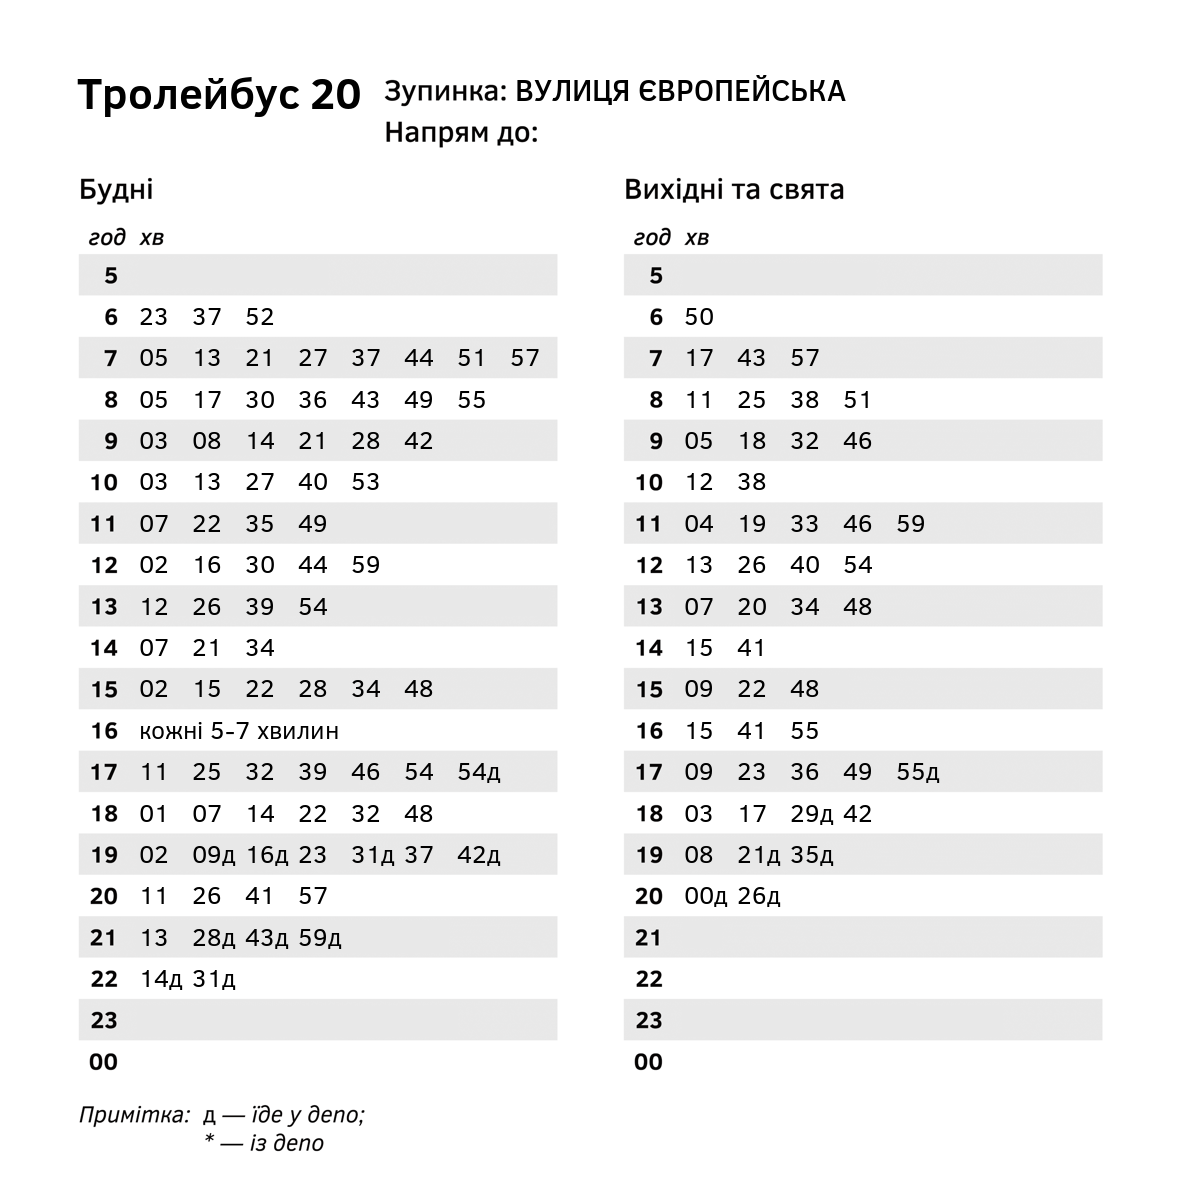 Тролейбус 20 Зупинка: ВУЛИЦЯ ЄВРОПЕЙСЬКА
Напрям до:
Будні
год хв
5
6 23 37 52
7 05 13 21 27 37 44 51 57
8 05 17 30 36 43 49 55
9 03 08 14 21 28 42
10 03 13 27 40 53
11 07 22 35 49
12 02 16 30 44 59
13 12 26 39 54
14 07 21 34
15 02 15 22 28 34 48
16 кожні 5-7 хвилин
17 11 25 32 39 46 54 54д
18 01 07 14 22 32 48
19 02 09д 16д 23 31д 37 42д
20 11 26 41 57
21 13 28д 43д 59д
22 14д 31д
23
00
Вихідні та свята
год хв
5
6 50
7 17 43 57
8 11 25 38 51
9 05 18 32 46
10 12 38
11 04 19 33 46 59
12 13 26 40 54
13 07 20 34 48
14 15 41
15 09 22 48
16 15 41 55
17 09 23 36 49 55д
18 03 17 29д 42
19 08 21д 35д
20 00д 26д
21
22
23
00
Примітка: д — їде у депо;
* — із депо